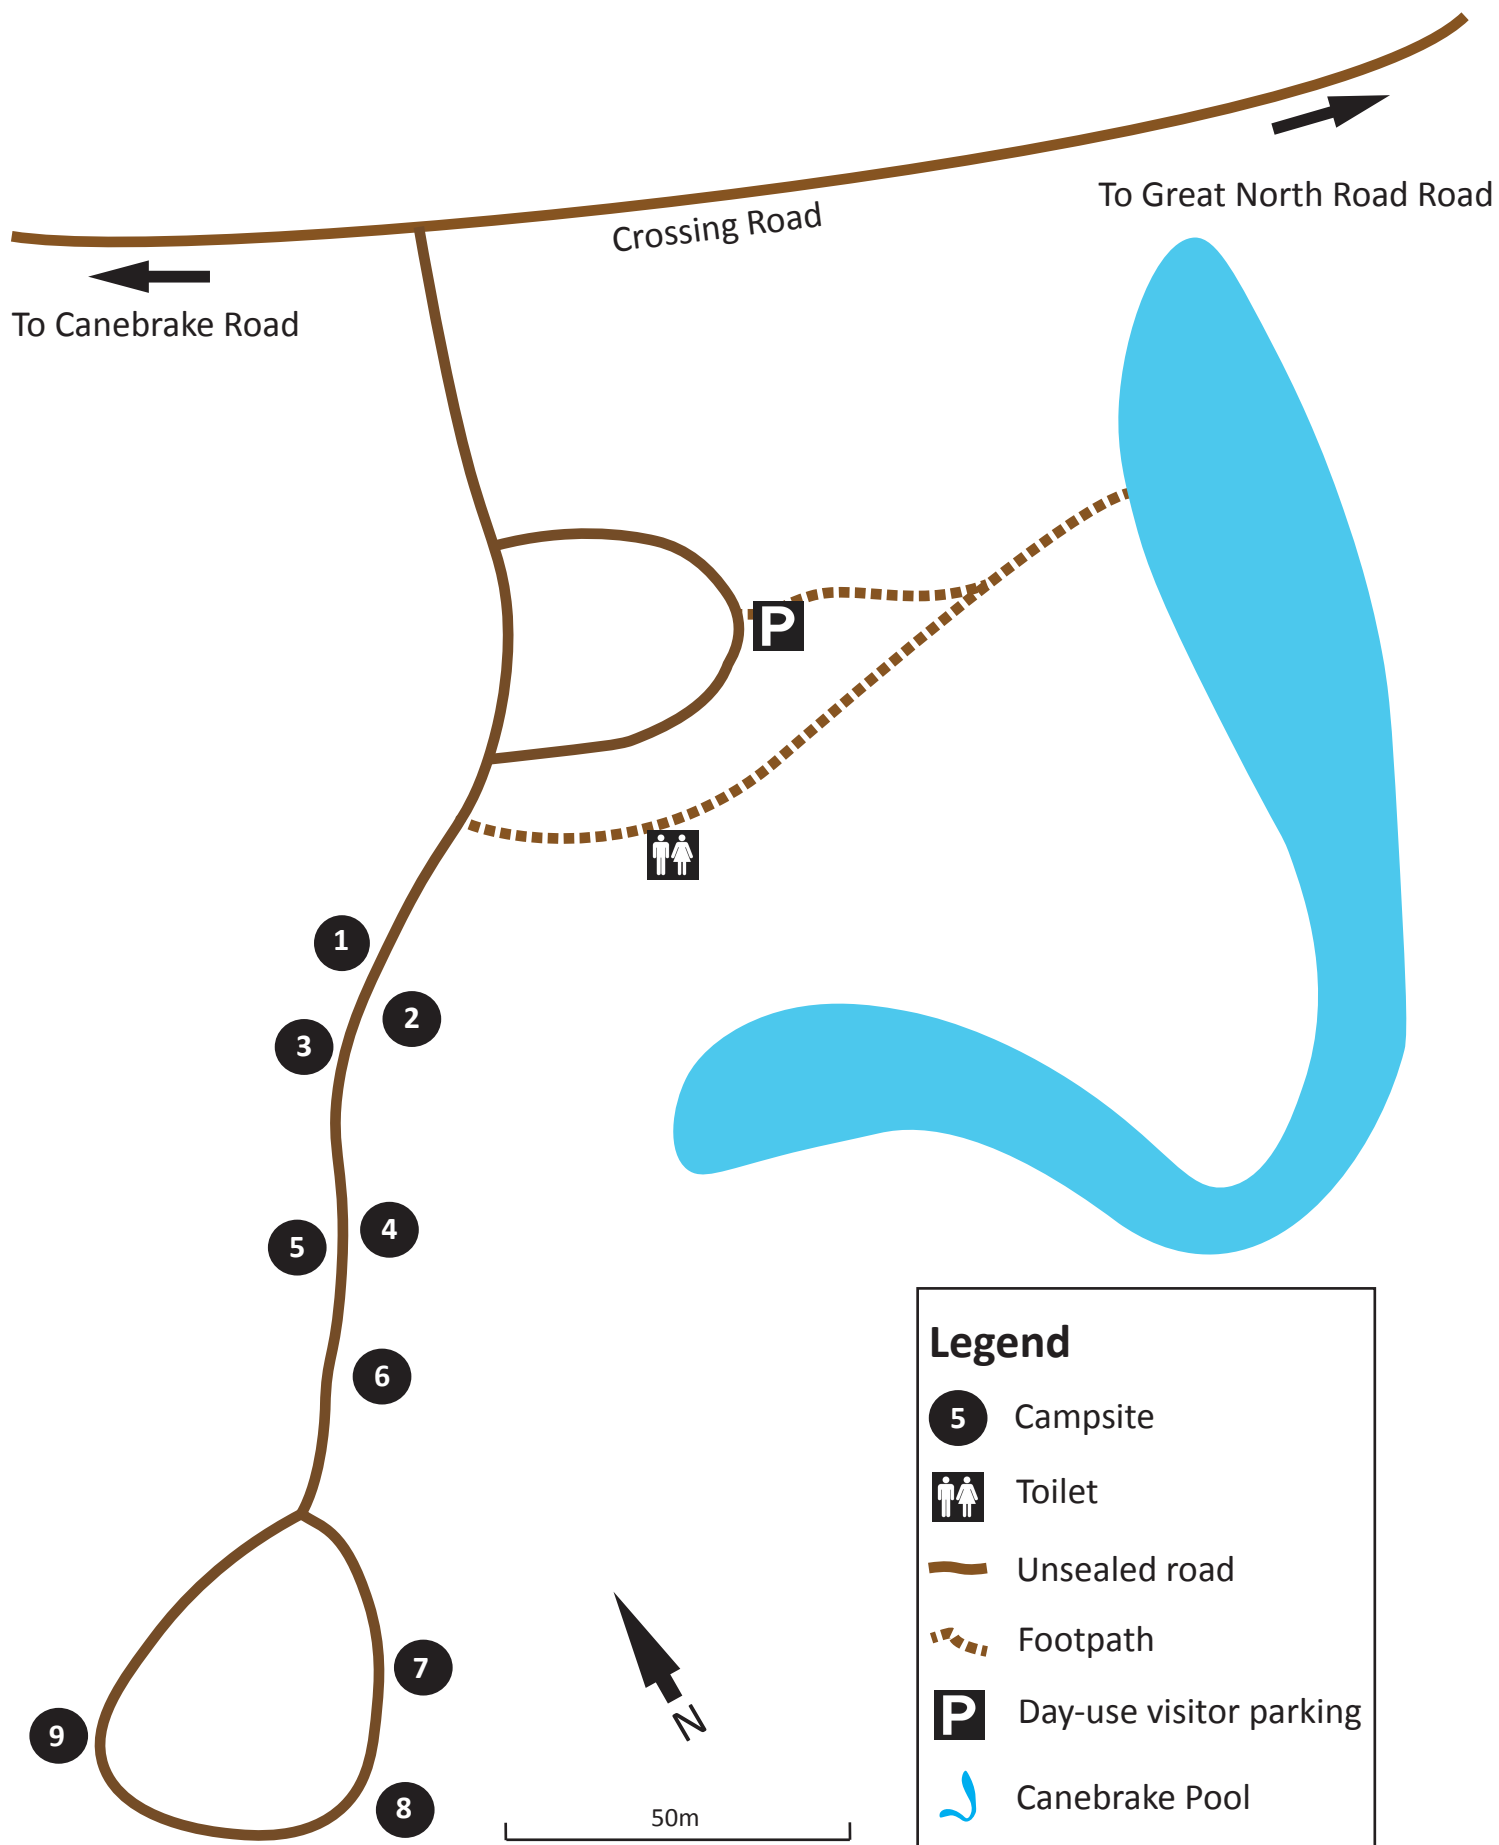 To Great North Road Road
Crossing Road
To Canebrake Road
P
1
2
3
4
5
6
7
8
9
N
50m
Legend
5 Campsite
Toilet
Unsealed road
Footpath
P Day-use visitor parking
Canebrake Pool